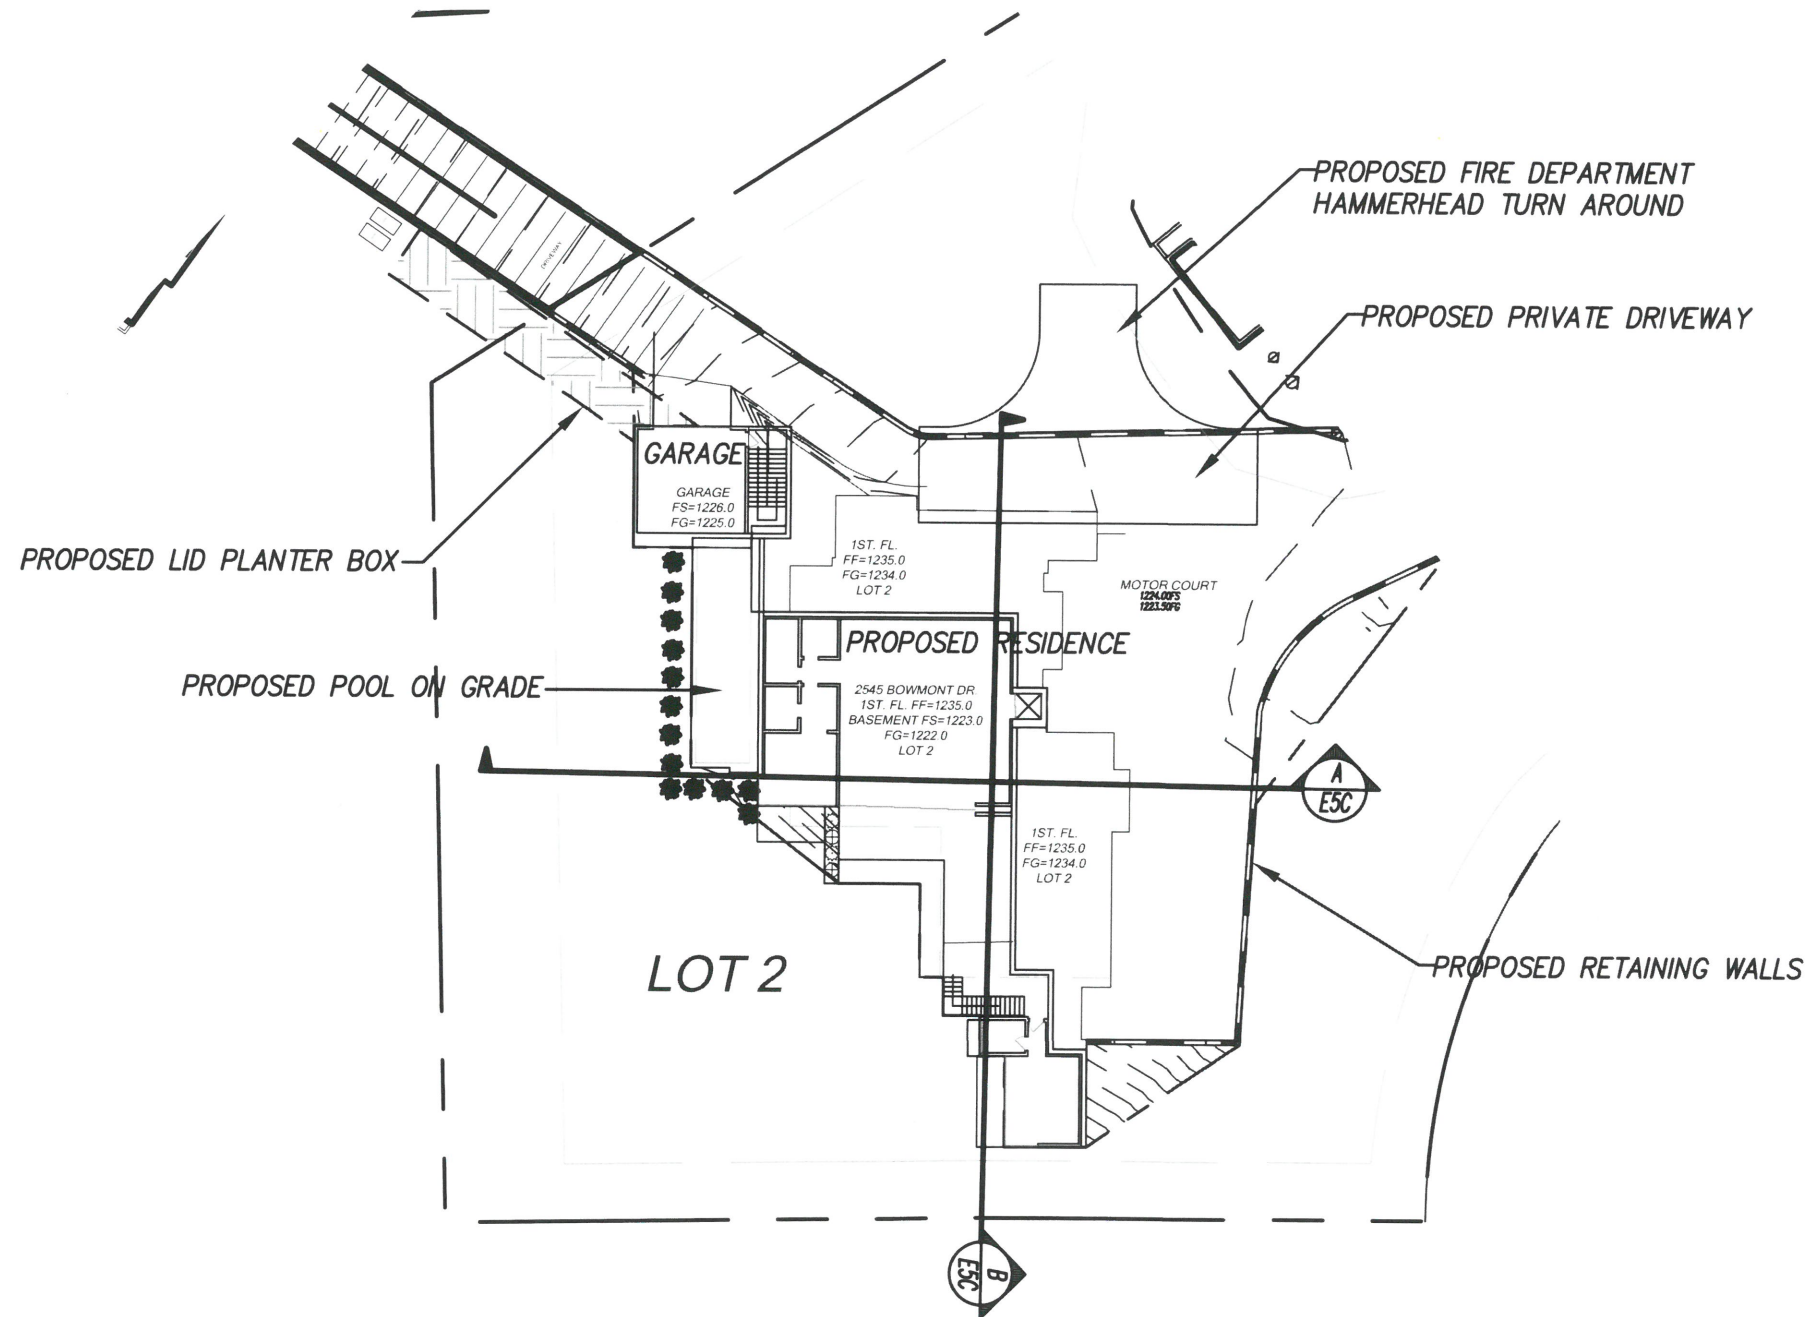 PROPOSED FIRE DEPARTMENT
HAMMERHEAD TURN AROUND
DRIVEWAY
PROPOSED PRIVATE DRIVEWAY
GARAGE
GARAGE
FS=1226.0
FG=1225.0
PROPOSED LID PLANTER BOX
1ST. FL.
FF=1235.0
FG=1234.0
LOT 2
MOTOR COURT
1224.00FS
1223.50FG
PROPOSED RESIDENCE
PROPOSED POOL ON GRADE
2545 BOWMONT DR.
1ST. FL. FF=1235.0
BASEMENT FS=1223.0
FG=1222.0
LOT 2
A
E5C
1ST. FL.
FF=1235.0
FG=1234.0
LOT 2
LOT 2
PROPOSED RETAINING WALLS
B
E5C